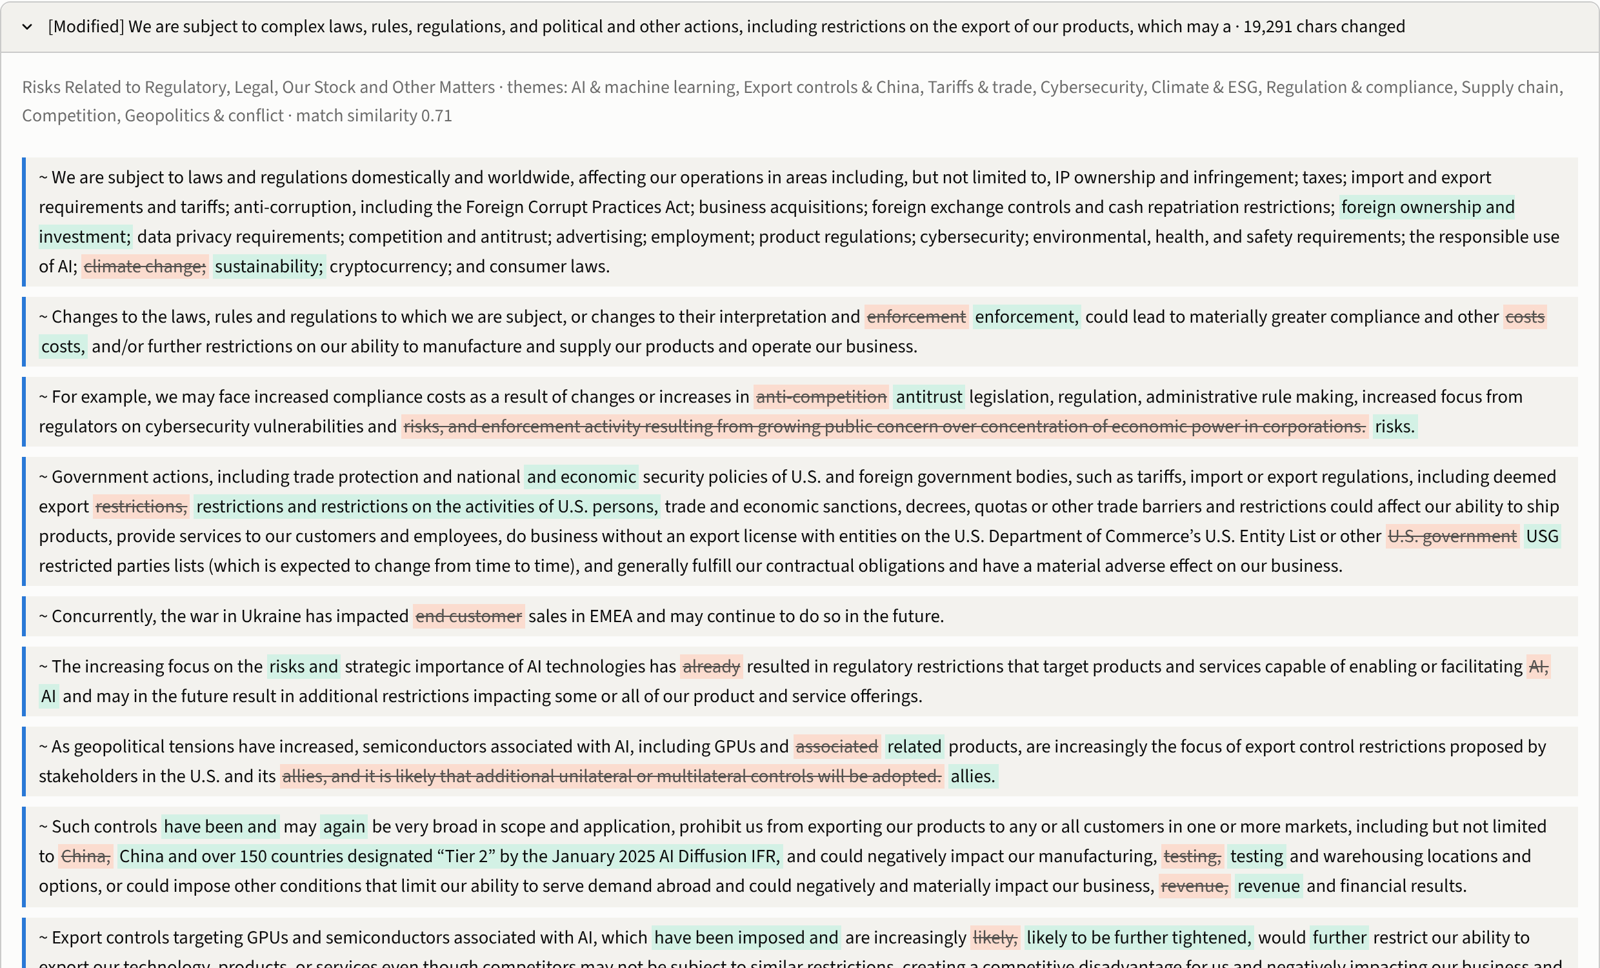 [Modified] We are subject to complex laws, rules, regulations, and political and other actions, including restrictions on the export of our products, which may a · 19,291 chars changed
Risks Related to Regulatory, Legal, Our Stock and Other Matters · themes: AI & machine learning, Export controls & China, Tariffs & trade, Cybersecurity, Climate & ESG, Regulation & compliance, Supply chain,
Competition, Geopolitics & conflict · match similarity 0.71
~ We are subject to laws and regulations domestically and worldwide, affecting our operations in areas including, but not limited to, IP ownership and infringement; taxes; import and export
requirements and tariffs; anti-corruption, including the Foreign Corrupt Practices Act; business acquisitions; foreign exchange controls and cash repatriation restrictions; foreign ownership and
investment; data privacy requirements; competition and antitrust; advertising; employment; product regulations; cybersecurity; environmental, health, and safety requirements; the responsible use
of AI; climate change; sustainability; cryptocurrency; and consumer laws.
~ Changes to the laws, rules and regulations to which we are subject, or changes to their interpretation and enforcement enforcement, could lead to materially greater compliance and other costs
costs, and/or further restrictions on our ability to manufacture and supply our products and operate our business.
~ For example, we may face increased compliance costs as a result of changes or increases in anti-competition antitrust legislation, regulation, administrative rule making, increased focus from
regulators on cybersecurity vulnerabilities and risks, and enforcement activity resulting from growing public concern over concentration of economic power in corporations. risks.
~ Government actions, including trade protection and national and economic security policies of U.S. and foreign government bodies, such as tariffs, import or export regulations, including deemed
export restrictions, restrictions and restrictions on the activities of U.S. persons, trade and economic sanctions, decrees, quotas or other trade barriers and restrictions could affect our ability to ship
products, provide services to our customers and employees, do business without an export license with entities on the U.S. Department of Commerce’s U.S. Entity List or other U.S. government USG
restricted parties lists (which is expected to change from time to time), and generally fulfill our contractual obligations and have a material adverse effect on our business.
~ Concurrently, the war in Ukraine has impacted end customer sales in EMEA and may continue to do so in the future.
~ The increasing focus on the risks and strategic importance of AI technologies has already resulted in regulatory restrictions that target products and services capable of enabling or facilitating AI,
AI and may in the future result in additional restrictions impacting some or all of our product and service offerings.
~ As geopolitical tensions have increased, semiconductors associated with AI, including GPUs and associated related products, are increasingly the focus of export control restrictions proposed by
stakeholders in the U.S. and its allies, and it is likely that additional unilateral or multilateral controls will be adopted. allies.
~ Such controls have been and may again be very broad in scope and application, prohibit us from exporting our products to any or all customers in one or more markets, including but not limited
to China, China and over 150 countries designated “Tier 2” by the January 2025 AI Diffusion IFR, and could negatively impact our manufacturing, testing, testing and warehousing locations and
options, or could impose other conditions that limit our ability to serve demand abroad and could negatively and materially impact our business, revenue, revenue and financial results.
~ Export controls targeting GPUs and semiconductors associated with AI, which have been imposed and are increasingly likely, likely to be further tightened, would further restrict our ability to
export our technology, products, or services even though competitors may not be subject to similar restrictions, creating a competitive disadvantage for us and negatively impacting our business and